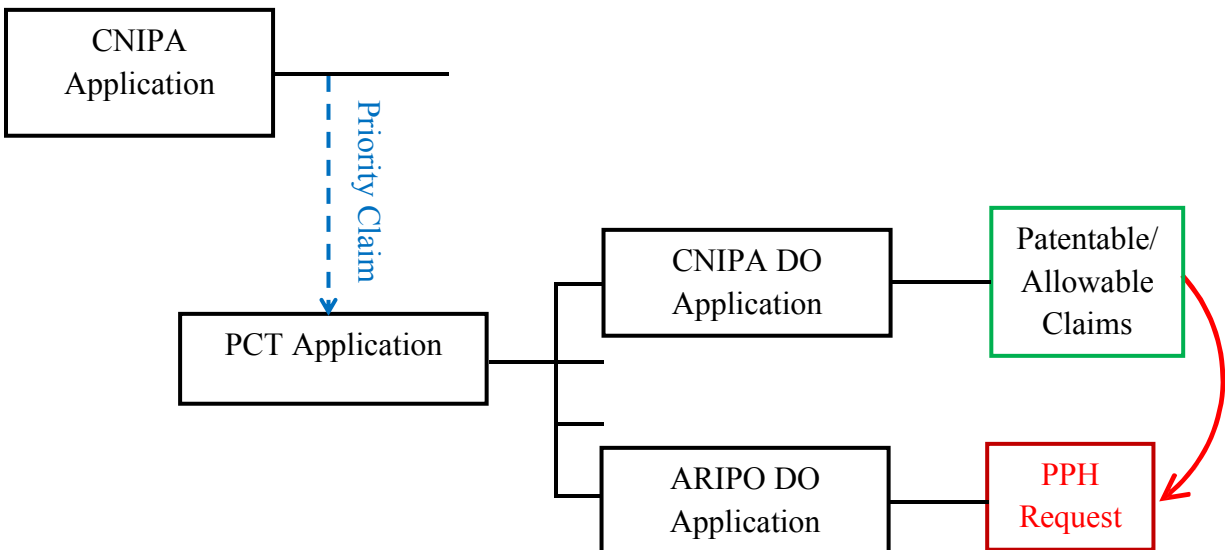 CNIPA
Application
Priority Claim
PCT Application
CNIPA DO
Application
Patentable/
Allowable
Claims
ARIPO DO
Application
PPH
Request